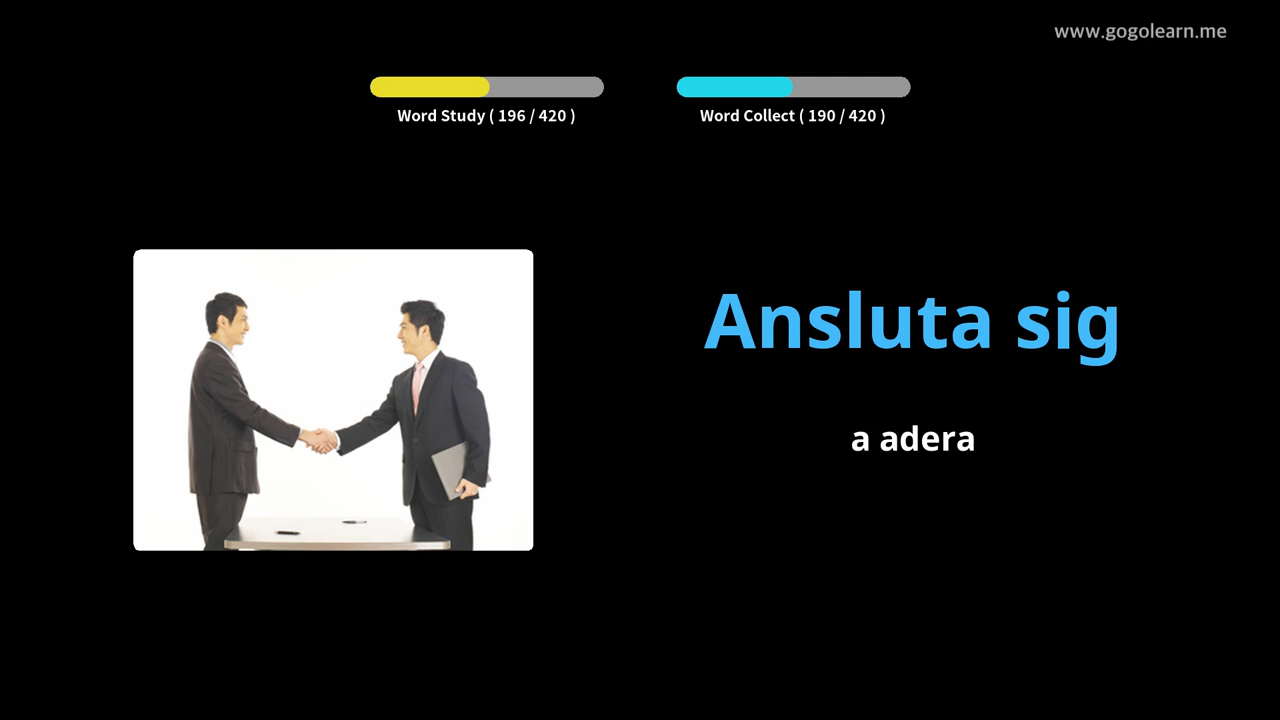 www.gogolearn.me
Word Study ( 196 / 420 )
Word Collect ( 190 / 420 )
Ansluta sig
a adera